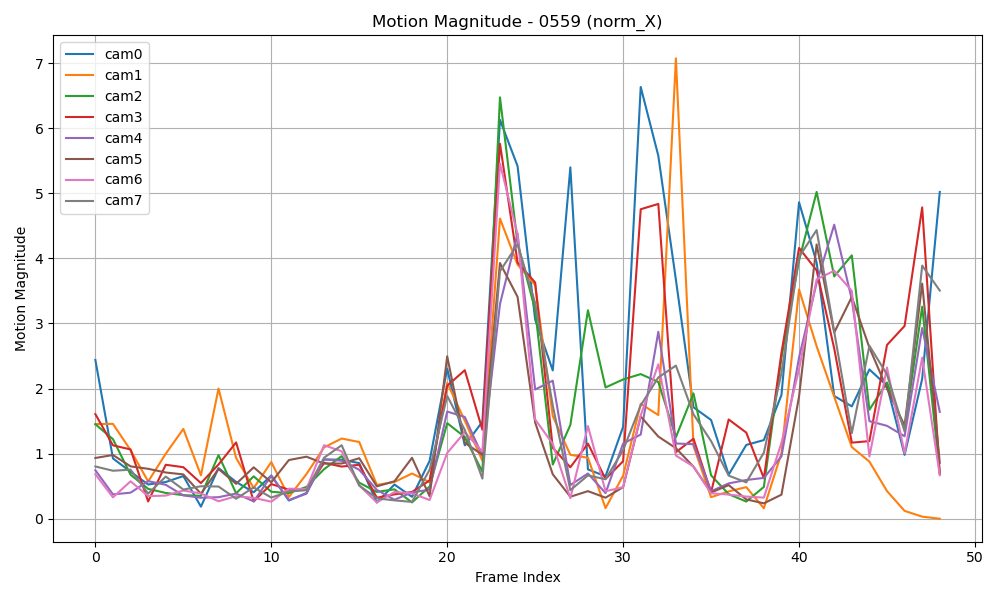 Motion Magnitude - 0559 (norm_X)
cam0
cam1
cam2
cam3
cam4
cam5
cam6
cam7
Motion Magnitude
7
6
5
4
3
2
1
0
0 10 20 30 40 50
Frame Index